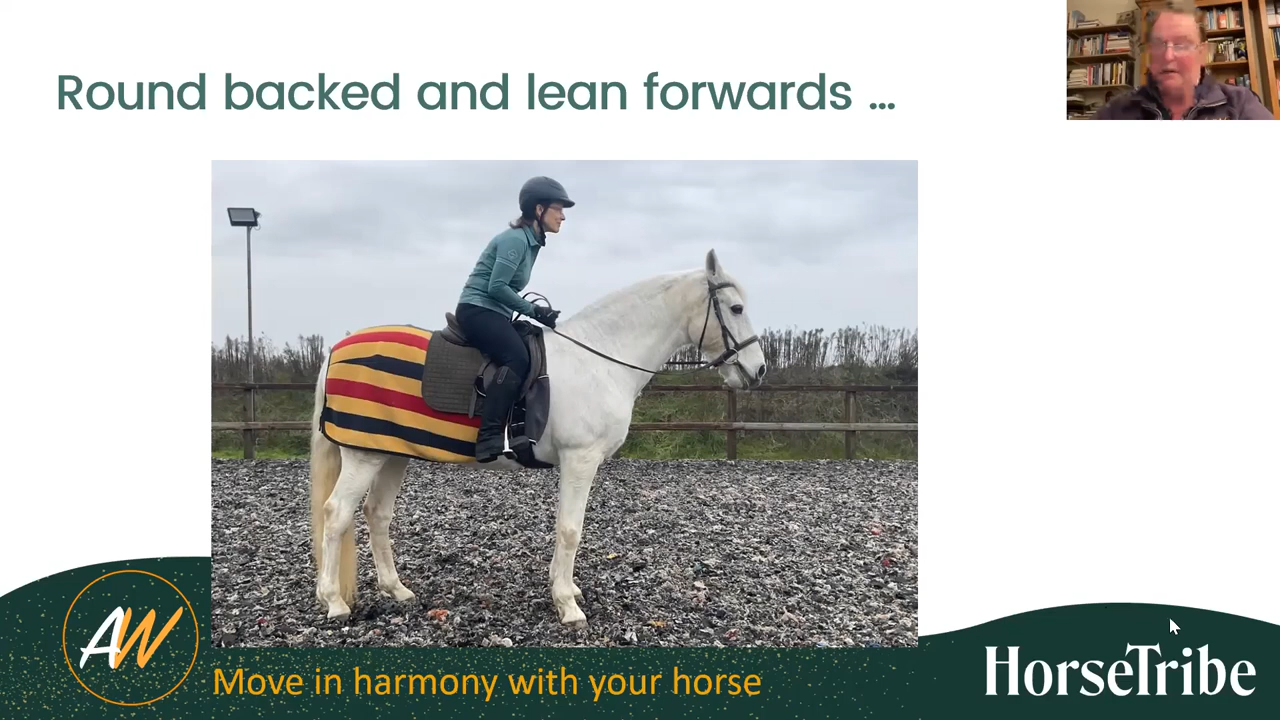 Round backed and lean forwards ...
AW
Move in harmony with your horse
HorseTribe